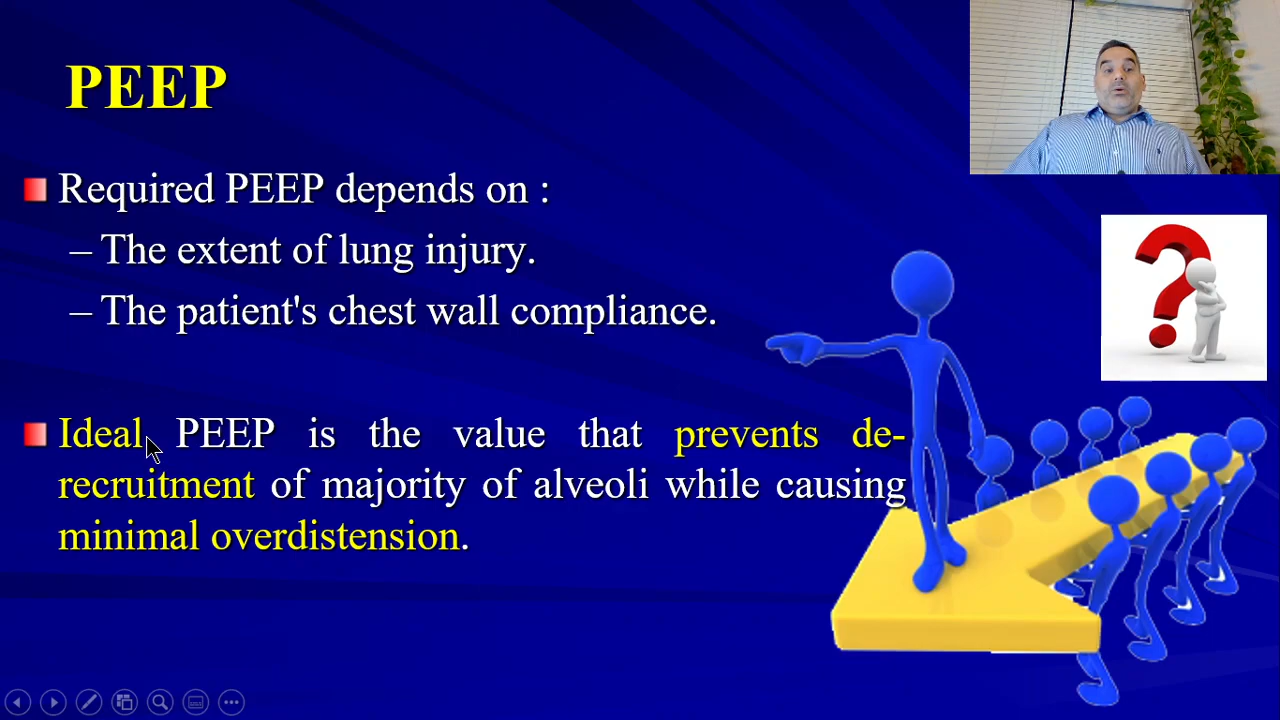 PEEP
Required PEEP depends on :
– The extent of lung injury.
– The patient's chest wall compliance.
Ideal PEEP is the value that prevents de-
recruitment of majority of alveoli while causing
minimal overdistension.